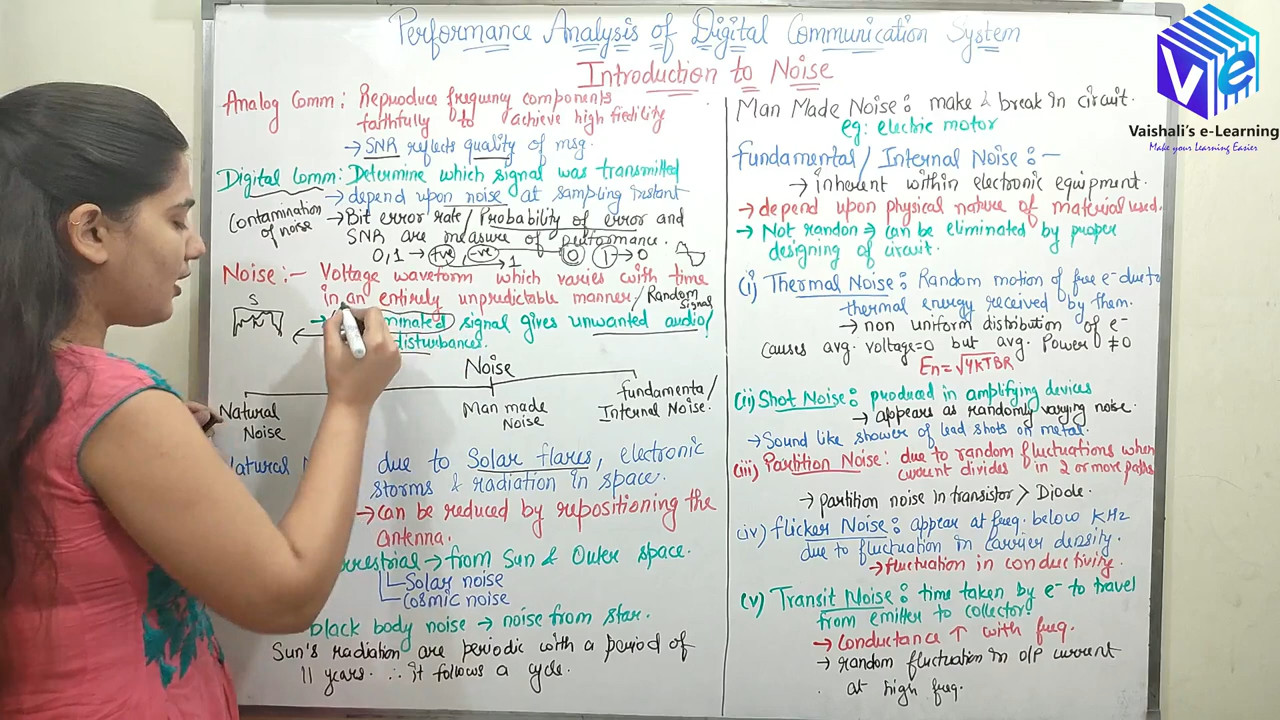 Performance Analysis of Digital Communication System
Introduction to Noise
Analog Comm: Reproduce frequency components
faithfully to achieve high fiedility
→ SNR reflects quality of msg.
Digital Comm: Determine which signal was transmitted
→ depend upon noise at sampling instant
Contamination of noise
→ Bit error rate/Probability of error and
SNR are measure of performance.
0,1 → +ve -ve → 1 0 1 → 0
Noise:- Voltage waveform which varies with time
in an entirely unpredictable manner/Random signal
S
→ minated signal gives unwanted audio/
disturbances.
Noise
Natural Noise
Man made Noise
fundamenta/
Internal Noise.
Natural due to Solar flares, electronic
storms & radiation in space.
→ can be reduced by repositioning the
antenna.
rrestrial → from Sun & Outer space.
Solar noise
Cosmic noise
black body noise → noise from star.
Sun's radiation are periodic with a period of
11 years. ∴ it follows a cycle.
Man Made Noise: make & break in circuit.
eg: electric motor
fundamental/Internal Noise:-
→ inherent within electronic equipment.
→ depend upon physical nature of material used.
→ Not randon ⇒ can be eliminated by proper
designing of circuit.
(i) Thermal Noise: Random motion of free e- due to
thermal energy received by them.
→ non uniform distribution of e-
causes avg. voltage=0 but avg. Power ≠0
En=√4KTBR
(ii) Shot Noise: produced in amplifying devices
→ appears as randomly varying noise.
→ Sound like shower of lead shots on metal.
(iii) Partition Noise: due to random fluctuations when
current divides in 2 or more paths
→ partition noise in transistor > Diode.
(iv) flicker Noise: appear at freq. below KHz
due to fluctuation in carrier density.
→ fluctuation in conductivity.
(v) Transit Noise: time taken by e- to travel
from emitter to collector.
→ Conductance ↑ with freq.
→ random fluctuation in O/P current
at high freq.
Ve
Vaishali's e-Learning
Make your Learning Easier